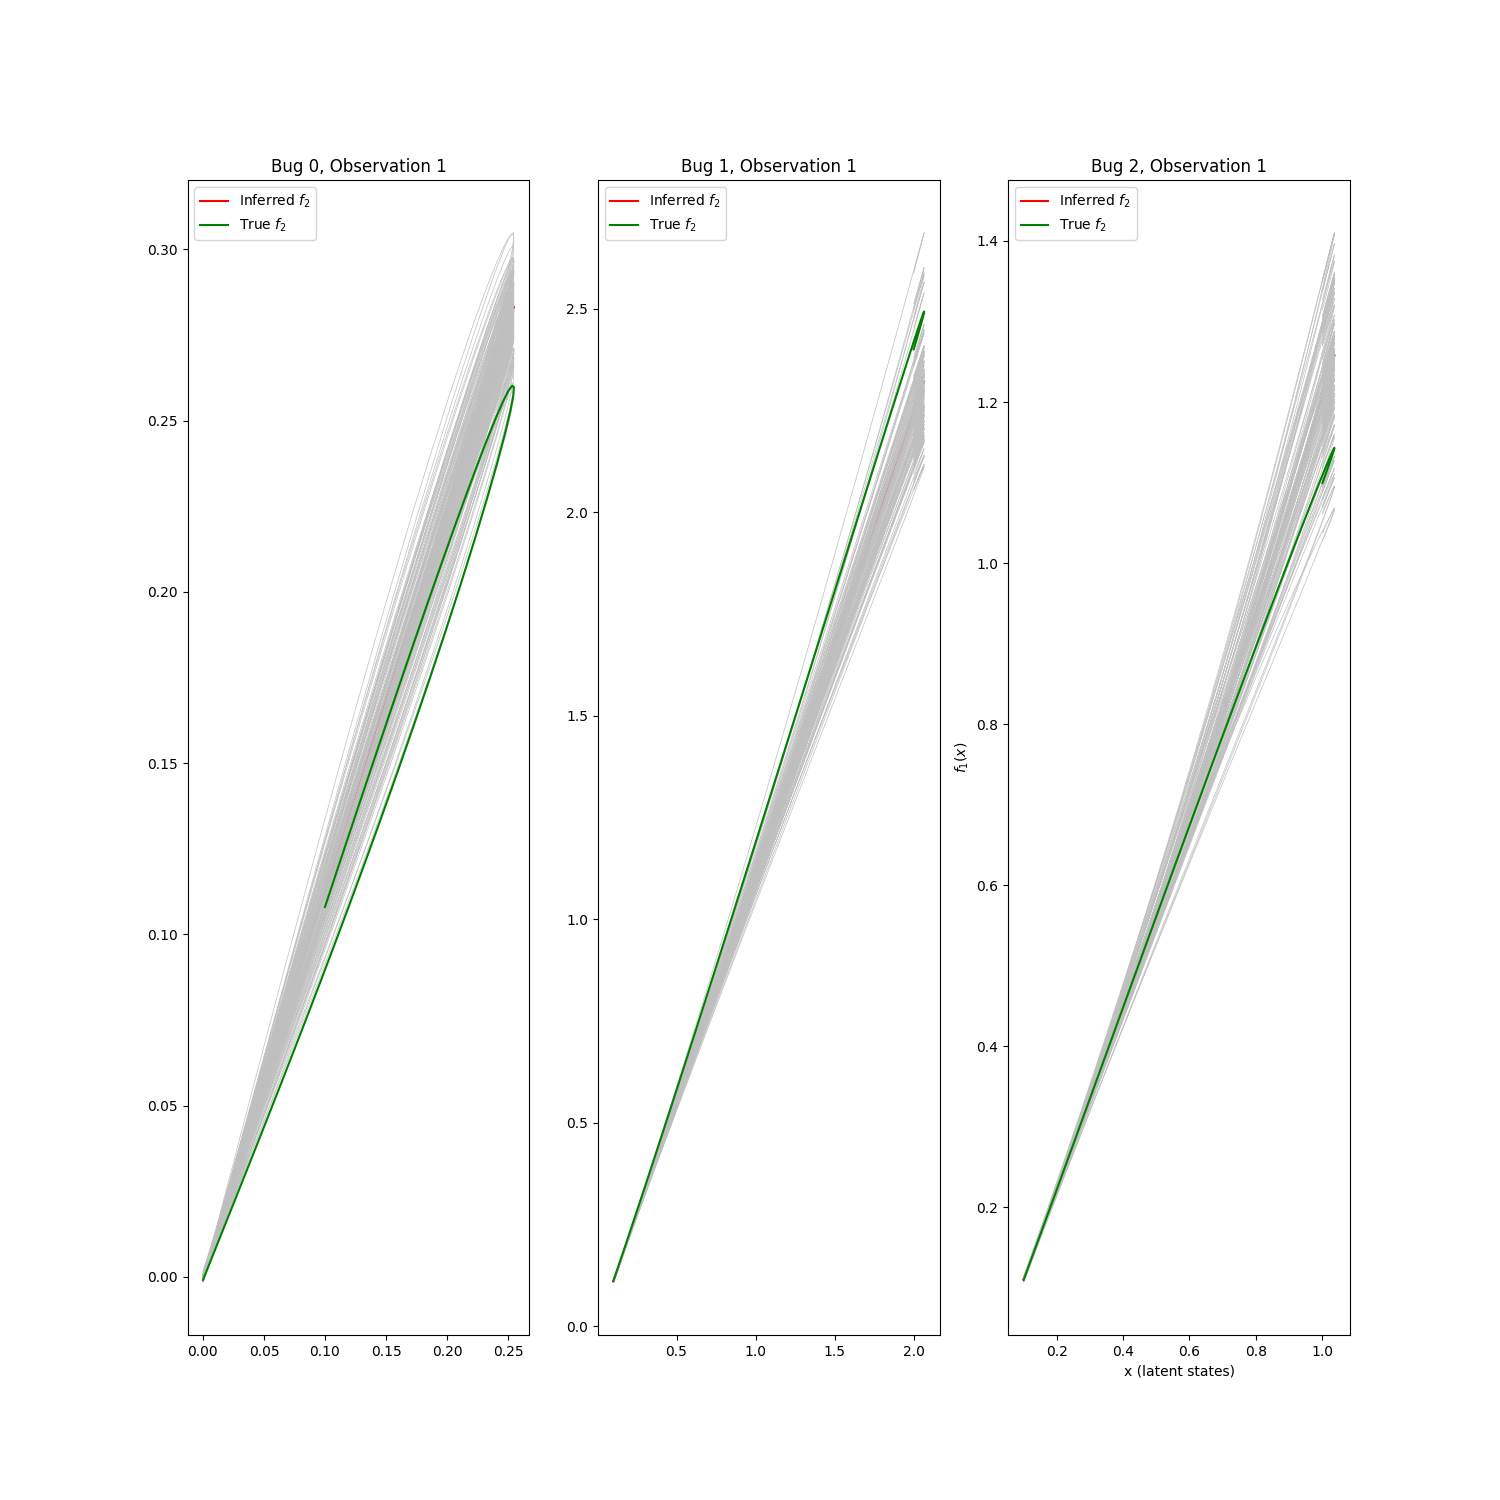 Bug 0, Observation 1
Inferred f₂
True f₂
0.30
0.25
0.20
0.15
0.10
0.05
0.00
0.00 0.05 0.10 0.15 0.20 0.25
Bug 1, Observation 1
Inferred f₂
True f₂
2.5
2.0
1.5
1.0
0.5
0.0
0.5 1.0 1.5 2.0
Bug 2, Observation 1
Inferred f₂
True f₂
f₁(x)
1.4
1.2
1.0
0.8
0.6
0.4
0.2
0.2 0.4 0.6 0.8 1.0
x (latent states)